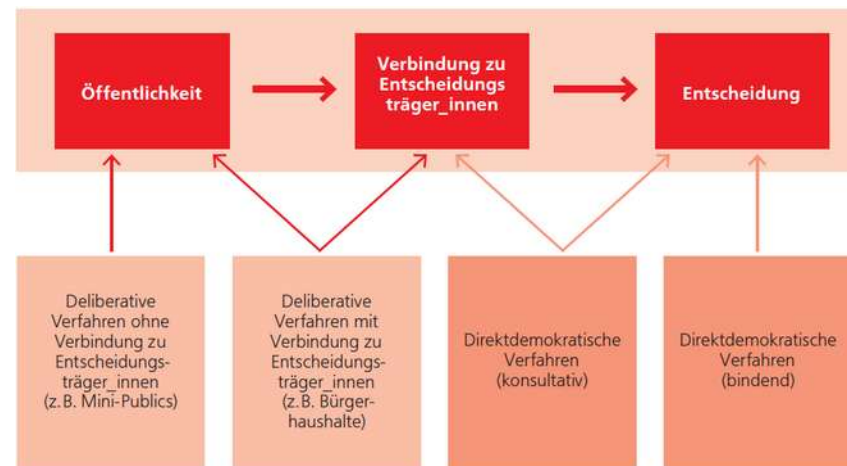 Öffentlichkeit
Verbindung zu
Entscheidungs
träger_innen
Entscheidung
Deliberative
Verfahren ohne
Verbindung zu
Entscheidungs-
träger_innen
(z. B. Mini-Publics)
Deliberative
Verfahren mit
Verbindung zu
Entscheidungs-
träger_innen
(z. B. Bürger-
haushalte)
Direktdemokratische
Verfahren
(konsultativ)
Direktdemokratische
Verfahren
(bindend)